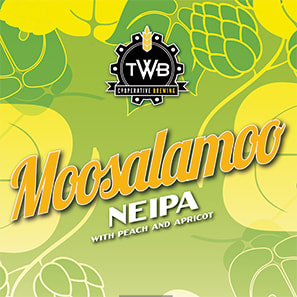 TWB
COOPERATIVE BREWING
Moosalamoo
NEIPA
WITH PEACH AND APRICOT